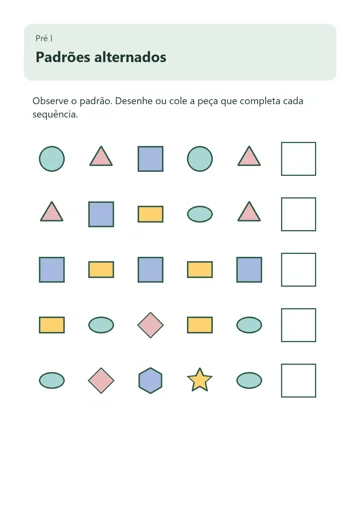 Pré I
Padrões alternados
Observe o padrão. Desenhe ou cole a peça que completa cada
sequência.